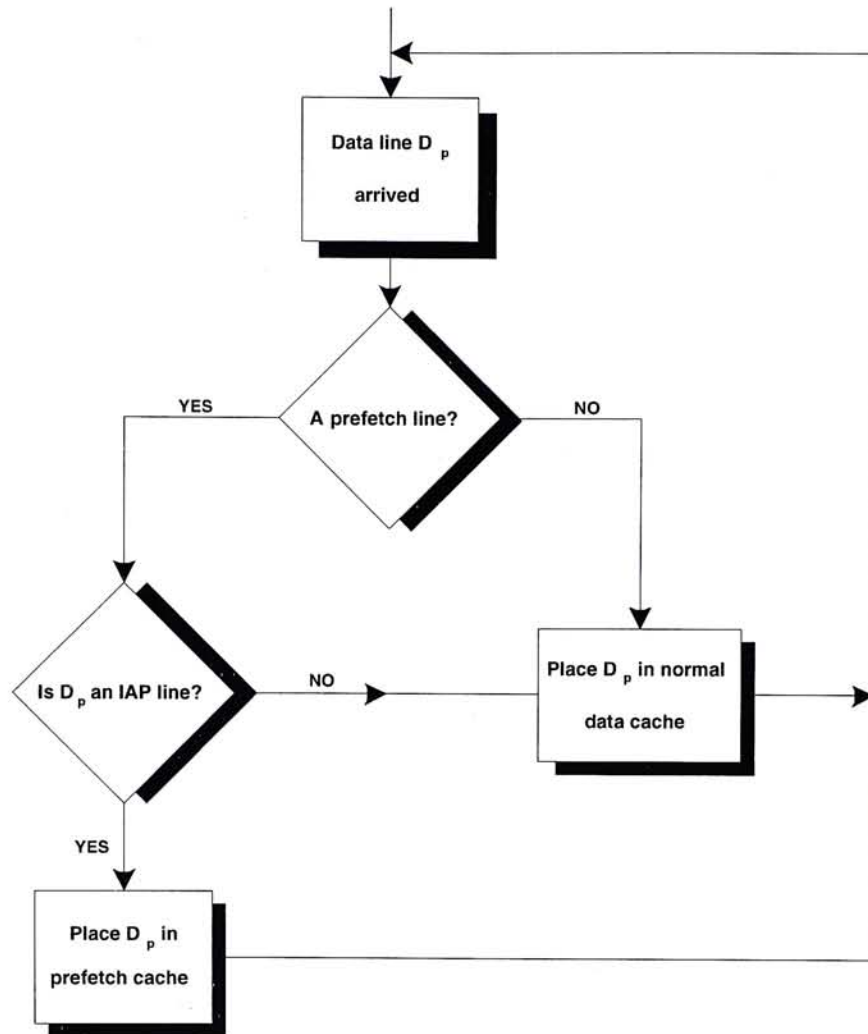 Data line D p
arrived
A prefetch line?
YES
NO
Is D p an IAP line?
NO
Place D p in normal
data cache
YES
Place D p in
prefetch cache